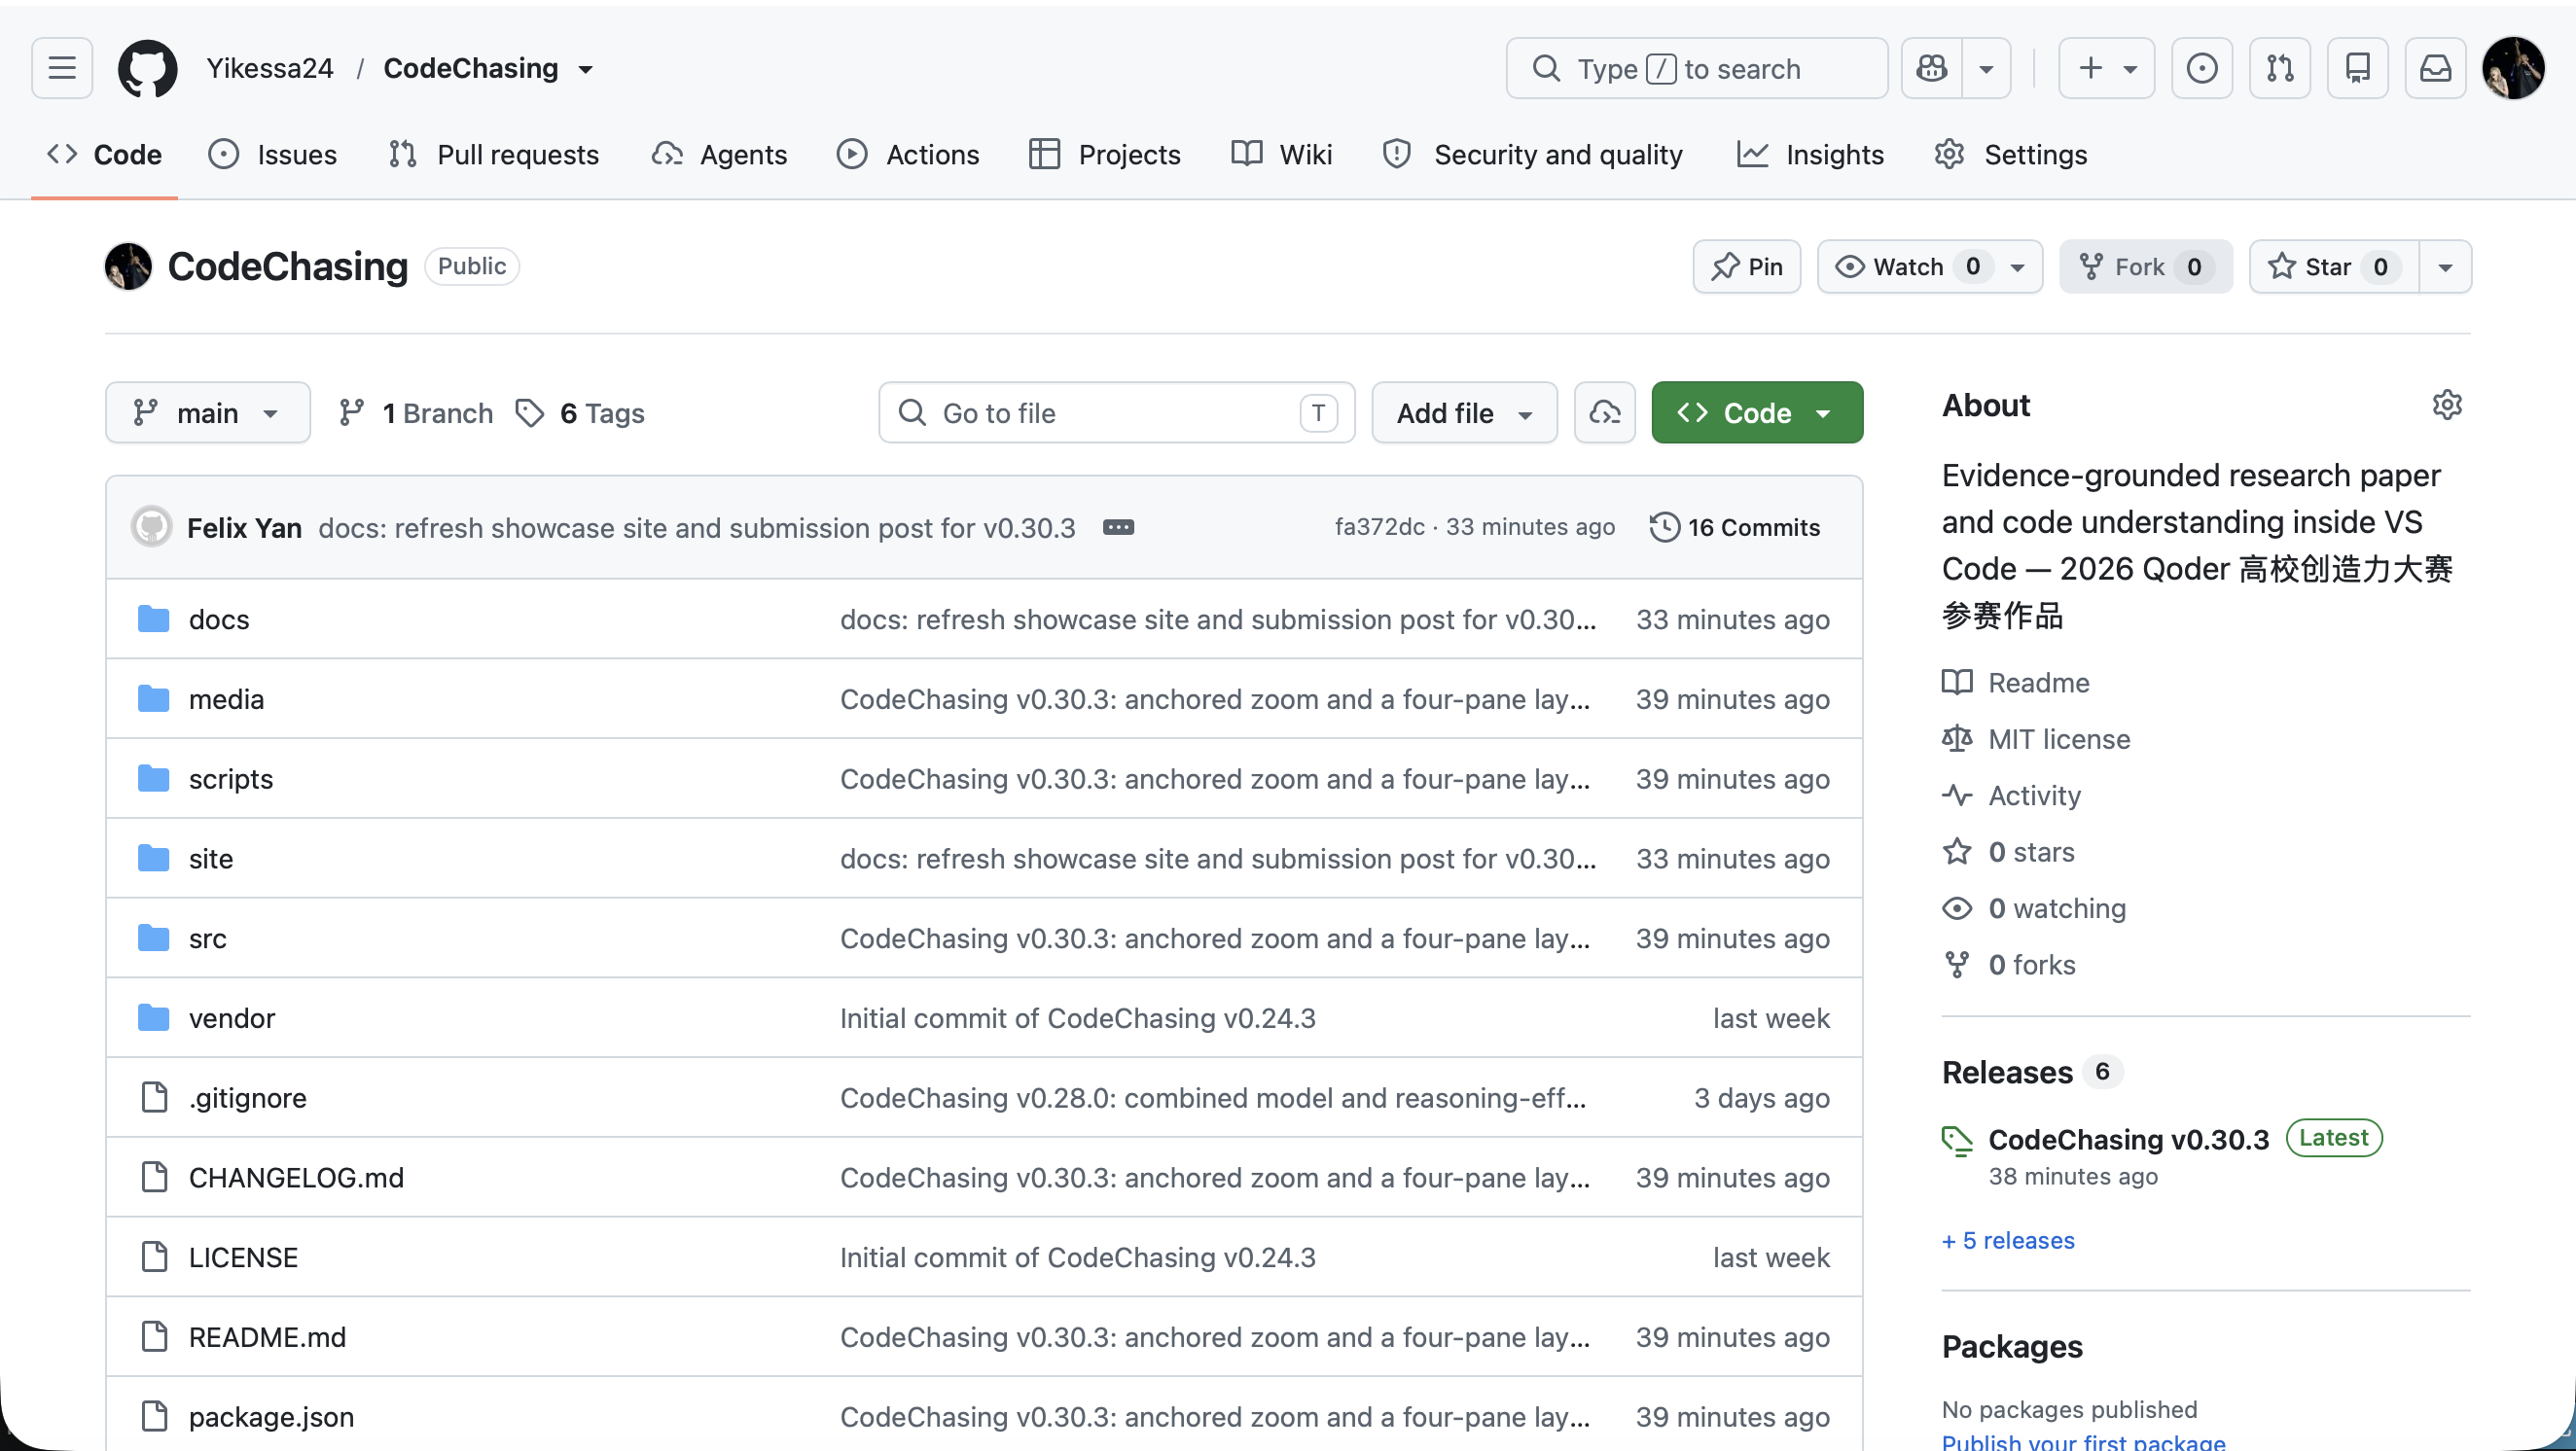 Yikessa24 / CodeChasing
Type / to search
Code
Issues
Pull requests
Agents
Actions
Projects
Wiki
Security and quality
Insights
Settings
CodeChasing Public
Pin
Watch 0
Fork 0
Star 0
main
1 Branch
6 Tags
Go to file T
Add file
Code
Felix Yan docs: refresh showcase site and submission post for v0.30.3 fa372dc · 33 minutes ago 16 Commits
docs docs: refresh showcase site and submission post for v0.30... 33 minutes ago
media CodeChasing v0.30.3: anchored zoom and a four-pane lay... 39 minutes ago
scripts CodeChasing v0.30.3: anchored zoom and a four-pane lay... 39 minutes ago
site docs: refresh showcase site and submission post for v0.30... 33 minutes ago
src CodeChasing v0.30.3: anchored zoom and a four-pane lay... 39 minutes ago
vendor Initial commit of CodeChasing v0.24.3 last week
.gitignore CodeChasing v0.28.0: combined model and reasoning-eff... 3 days ago
CHANGELOG.md CodeChasing v0.30.3: anchored zoom and a four-pane lay... 39 minutes ago
LICENSE Initial commit of CodeChasing v0.24.3 last week
README.md CodeChasing v0.30.3: anchored zoom and a four-pane lay... 39 minutes ago
package.json CodeChasing v0.30.3: anchored zoom and a four-pane lay... 39 minutes ago
About
Evidence-grounded research paper
and code understanding inside VS
Code — 2026 Qoder 高校创造力大赛
参赛作品
Readme
MIT license
Activity
0 stars
0 watching
0 forks
Releases 6
CodeChasing v0.30.3 Latest
38 minutes ago
+ 5 releases
Packages
No packages published
Publish your first package